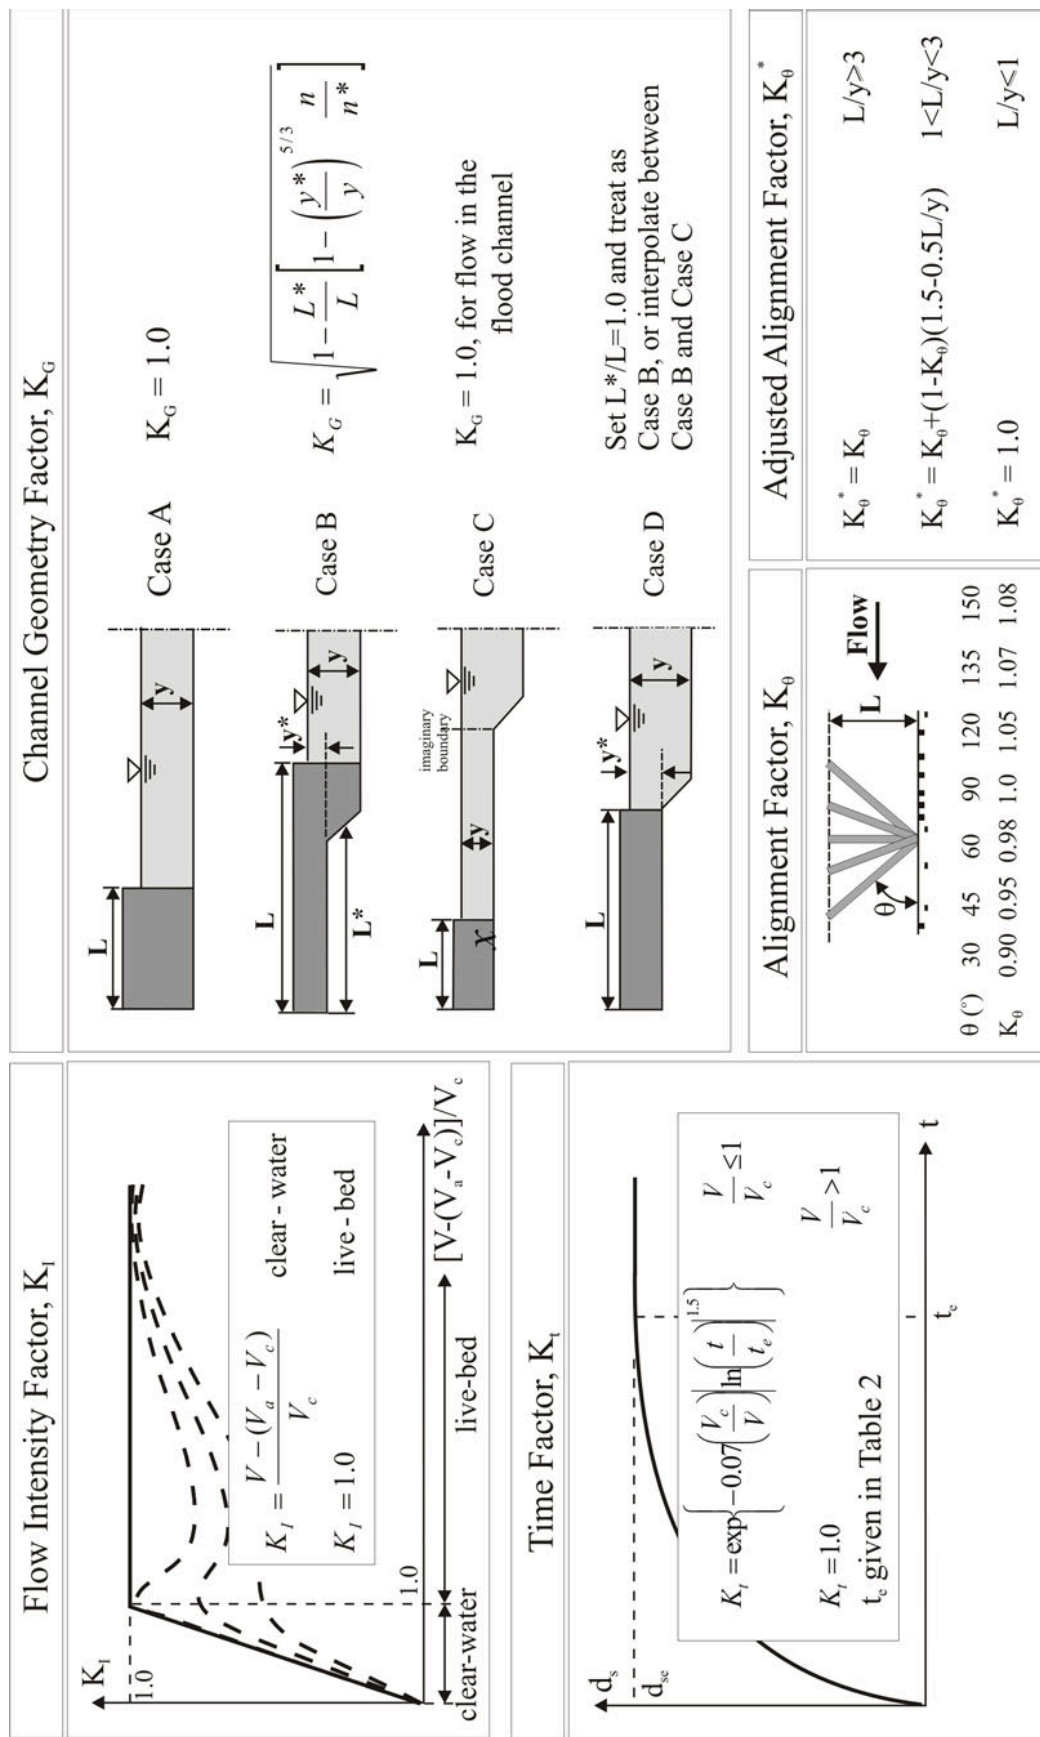 Flow Intensity Factor, K_I
K_I
1.0
1.0
K_I = (V − (V_a − V_c)) / V_c clear-water
K_I = 1.0 live-bed
clear-water
live-bed
[V-(V_a-V_c)]/V_c
Channel Geometry Factor, K_G
L
y
Case A
K_G = 1.0
L
y*
y
L*
Case B
K_G = √(1 − (L*/L)[1 − (y*/y)^{5/3} (n/n*)])
L
y
imaginary
boundary
Case C
K_G = 1.0, for flow in the
flood channel
L
y*
y
Case D
Set L*/L=1.0 and treat as
Case B, or interpolate between
Case B and Case C
Time Factor, K_t
d_s
d_se
K_t = exp{−0.07(V_c/V)|ln(t/t_e)|^{1.5}} V/V_c ≤1
K_t = 1.0 V/V_c >1
t_e given in Table 2
t_e
t
Alignment Factor, K_θ
Flow
L
θ
θ (°) 30 45 60 90 120 135 150
K_θ 0.90 0.95 0.98 1.0 1.05 1.07 1.08
Adjusted Alignment Factor, K_θ*
K_θ* = K_θ L/y>3
K_θ* = K_θ+(1-K_θ)(1.5-0.5L/y) 1<L/y<3
K_θ* = 1.0 L/y<1